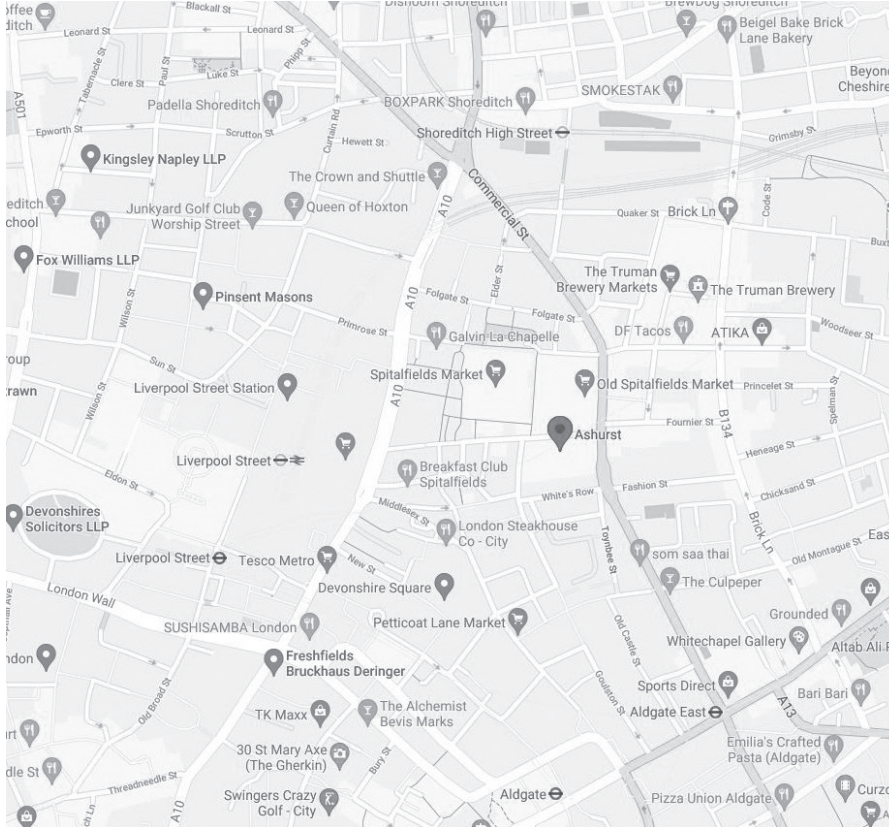 Blackall St
Dishoom Shoreditch
BrewDog Shoreditch
offee
ditch
Leonard St
Leonard St
Beigel Bake Brick
Lane Bakery
Tabernacle St
Paul St
Phipp St
Clere St
Luke St
A501
Padella Shoreditch
BOXPARK Shoreditch
SMOKESTAK
Beyon
Cheshire
Epworth St
Scrutton St
Curtain Rd
Hewett St
Shoreditch High Street
Grimsby St
Kingsley Napley LLP
The Crown and Shuttle
Commercial St
A10
editch
School
Junkyard Golf Club
Worship Street
Queen of Hoxton
Quaker St
Brick Ln
Code St
Buxt
Fox Williams LLP
Wilson St
Pinsent Masons
A10
Elder St
Folgate St
Folgate St
The Truman
Brewery Markets
The Truman Brewery
Primrose St
Galvin La Chapelle
DF Tacos
ATIKA
Woodseer St
roup
Sun St
trawn
Wilson St
Liverpool Street Station
A10
Spitalfields Market
Old Spitalfields Market
Princelet St
Spelman St
B134
Fournier St
Ashurst
Heneage St
Liverpool Street
Breakfast Club
Spitalfields
Eldon St
White's Row
Fashion St
Chicksand St
Devonshires
Solicitors LLP
Middlesex St
London Steakhouse
Co - City
Toynbee St
Brick Ln
Liverpool Street
Tesco Metro
New St
som saa thai
Old Montague St
Eas
London Wall
Devonshire Square
The Culpeper
SUSHISAMBA London
Petticoat Lane Market
Old Castle St
Grounded
Whitechapel Gallery
Altab Ali P
ndon
Freshfields
Bruckhaus Deringer
Goulston St
Sports Direct
Bari Bari
Old Broad St
TK Maxx
The Alchemist
Bevis Marks
Aldgate East
A13
30 St Mary Axe
(The Gherkin)
Bury St
Emilia's Crafted
Pasta (Aldgate)
dle St
Threadneedle St
A10
Swingers Crazy
Golf - City
Aldgate
Pizza Union Aldgate
Curzo